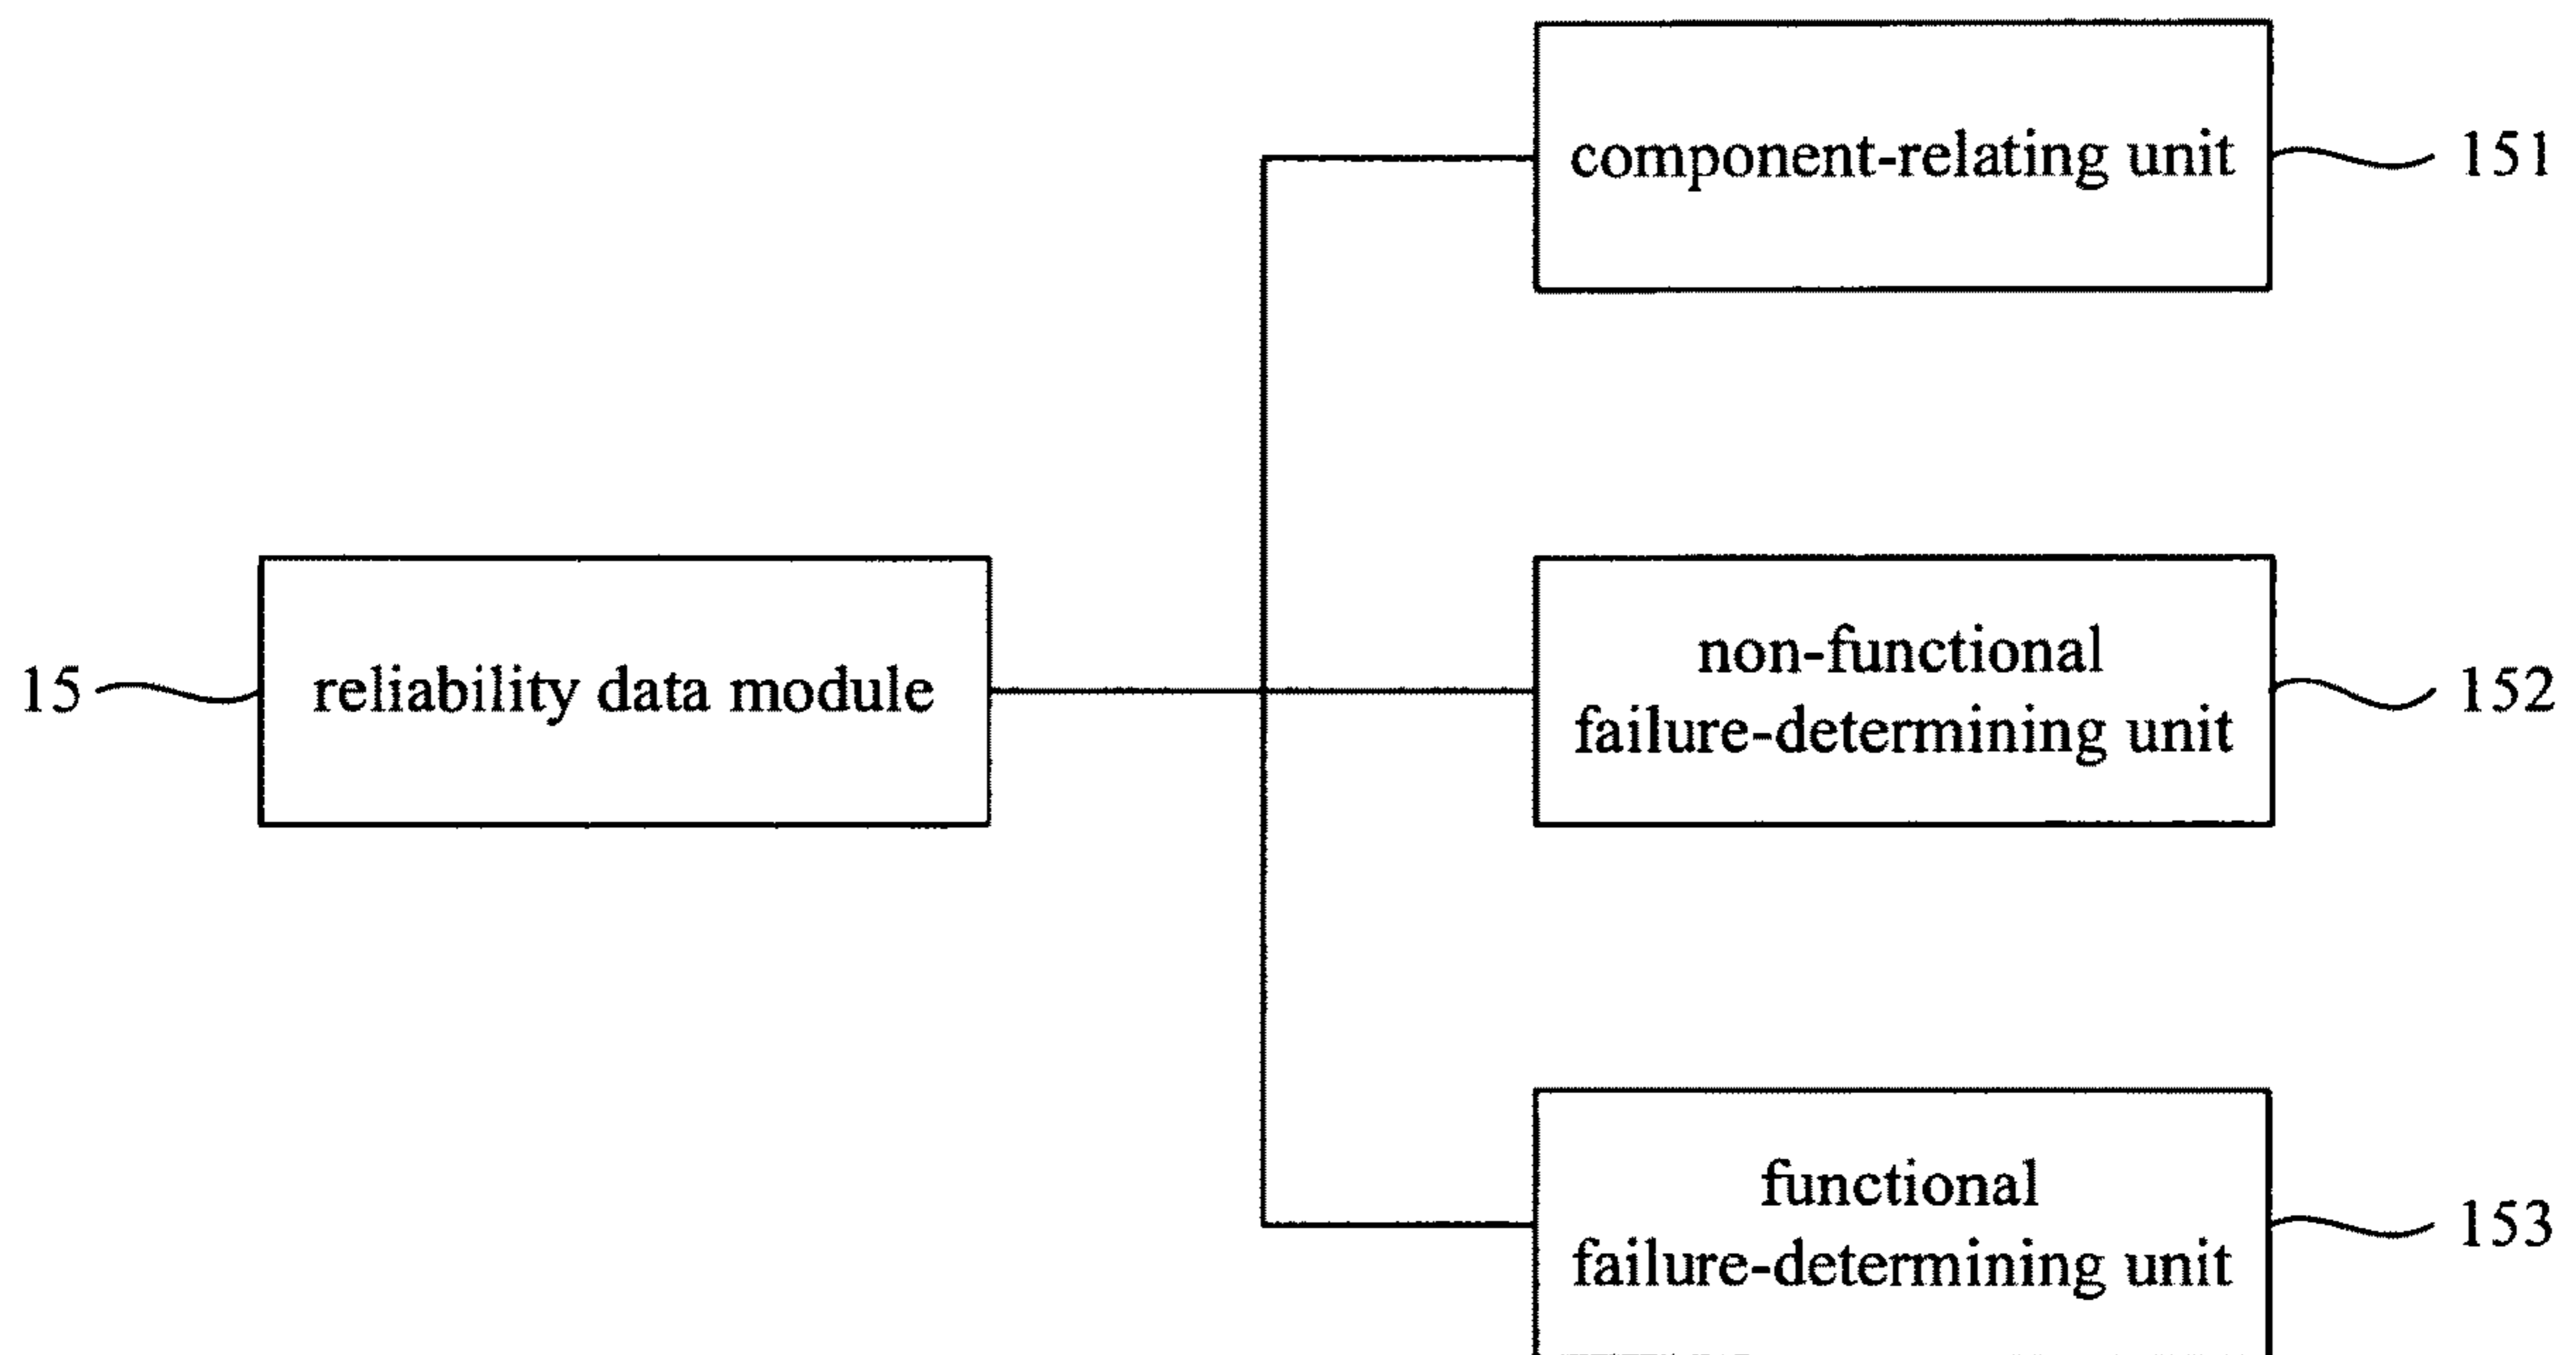 component-relating unit
151
15
reliability data module
non-functional
failure-determining unit
152
functional
failure-determining unit
153